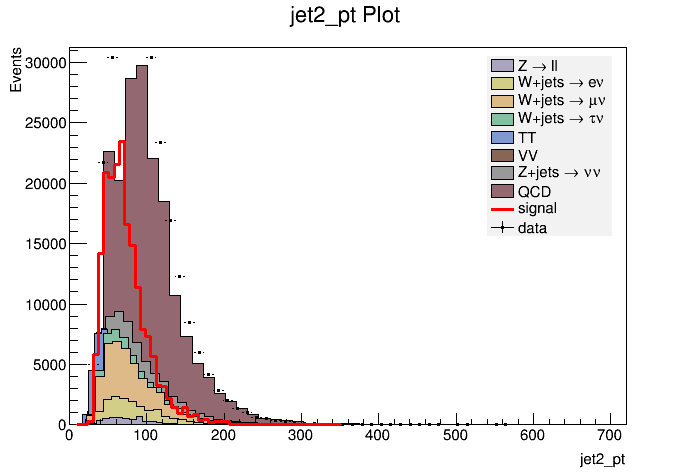 jet2_pt Plot
Events
30000
25000
20000
15000
10000
5000
0
0 100 200 300 400 500 600 700
jet2_pt
Z → ll
W+jets → eν
W+jets → μν
W+jets → τν
TT
VV
Z+jets → νν
QCD
signal
data